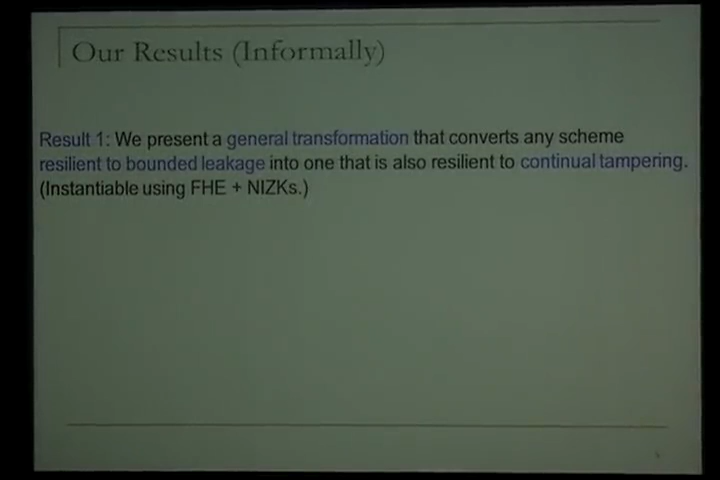 Our Results (Informally)
Result 1: We present a general transformation that converts any scheme
resilient to bounded leakage into one that is also resilient to continual tampering.
(Instantiable using FHE + NIZKs.)